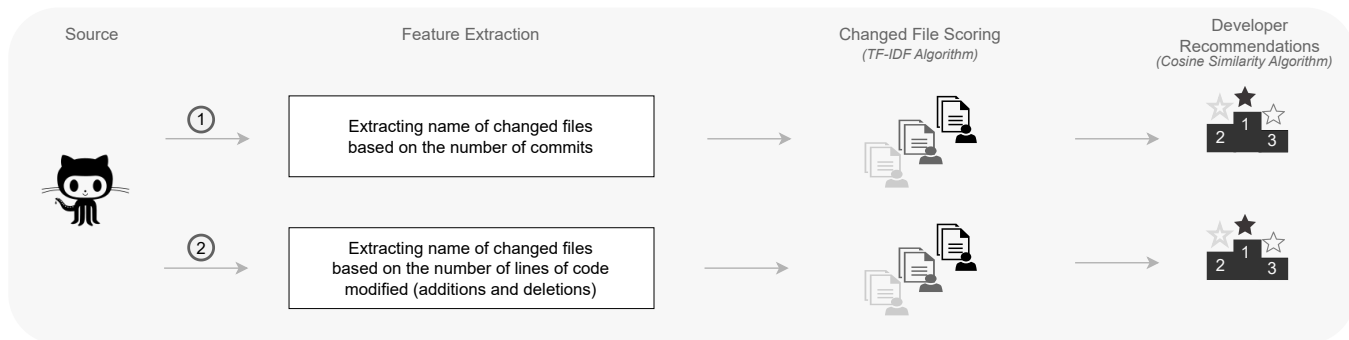 Source
Feature Extraction
Changed File Scoring
(TF-IDF Algorithm)
Developer
Recommendations
(Cosine Similarity Algorithm)
1
Extracting name of changed files
based on the number of commits
2 1 3
2
Extracting name of changed files
based on the number of lines of code
modified (additions and deletions)
2 1 3